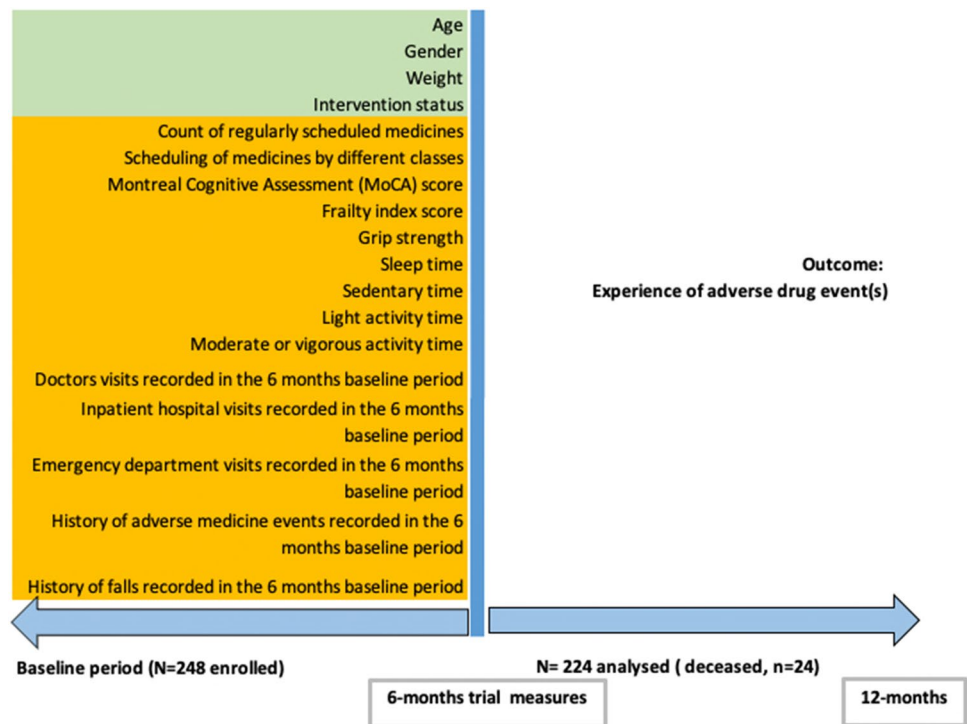 Age
Gender
Weight
Intervention status
Count of regularly scheduled medicines
Scheduling of medicines by different classes
Montreal Cognitive Assessment (MoCA) score
Frailty index score
Grip strength
Sleep time
Sedentary time
Light activity time
Moderate or vigorous activity time
Doctors visits recorded in the 6 months baseline period
Inpatient hospital visits recorded in the 6 months
baseline period
Emergency department visits recorded in the 6 months
baseline period
History of adverse medicine events recorded in the 6
months baseline period
History of falls recorded in the 6 months baseline period
Outcome:
Experience of adverse drug event(s)
Baseline period (N=248 enrolled)
N= 224 analysed ( deceased, n=24)
6-months trial measures
12-months